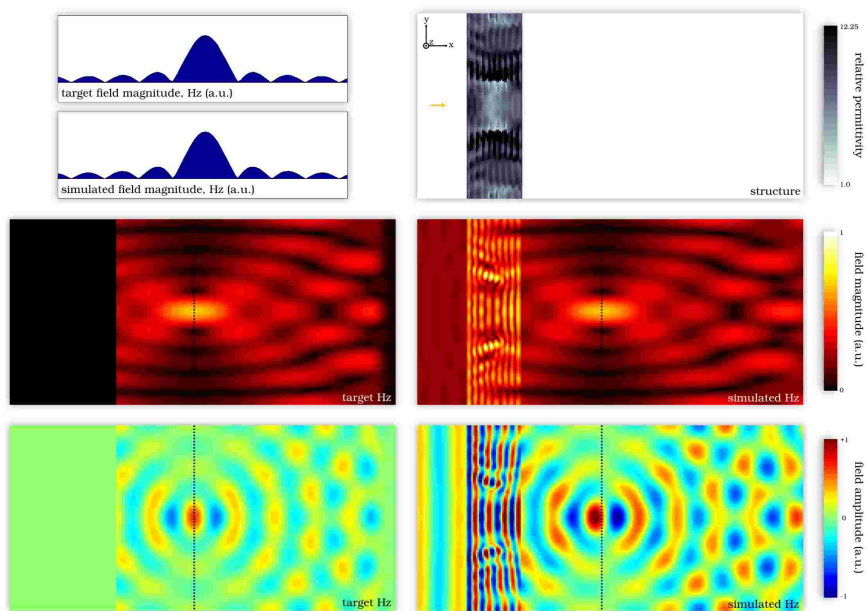 target field magnitude, Hz (a.u.)
simulated field magnitude, Hz (a.u.)
y
z
x
structure
12.25
relative permittivity
1.0
target Hz
simulated Hz
1
field magnitude (a.u.)
0
target Hz
simulated Hz
+1
field amplitude (a.u.)
0
-1